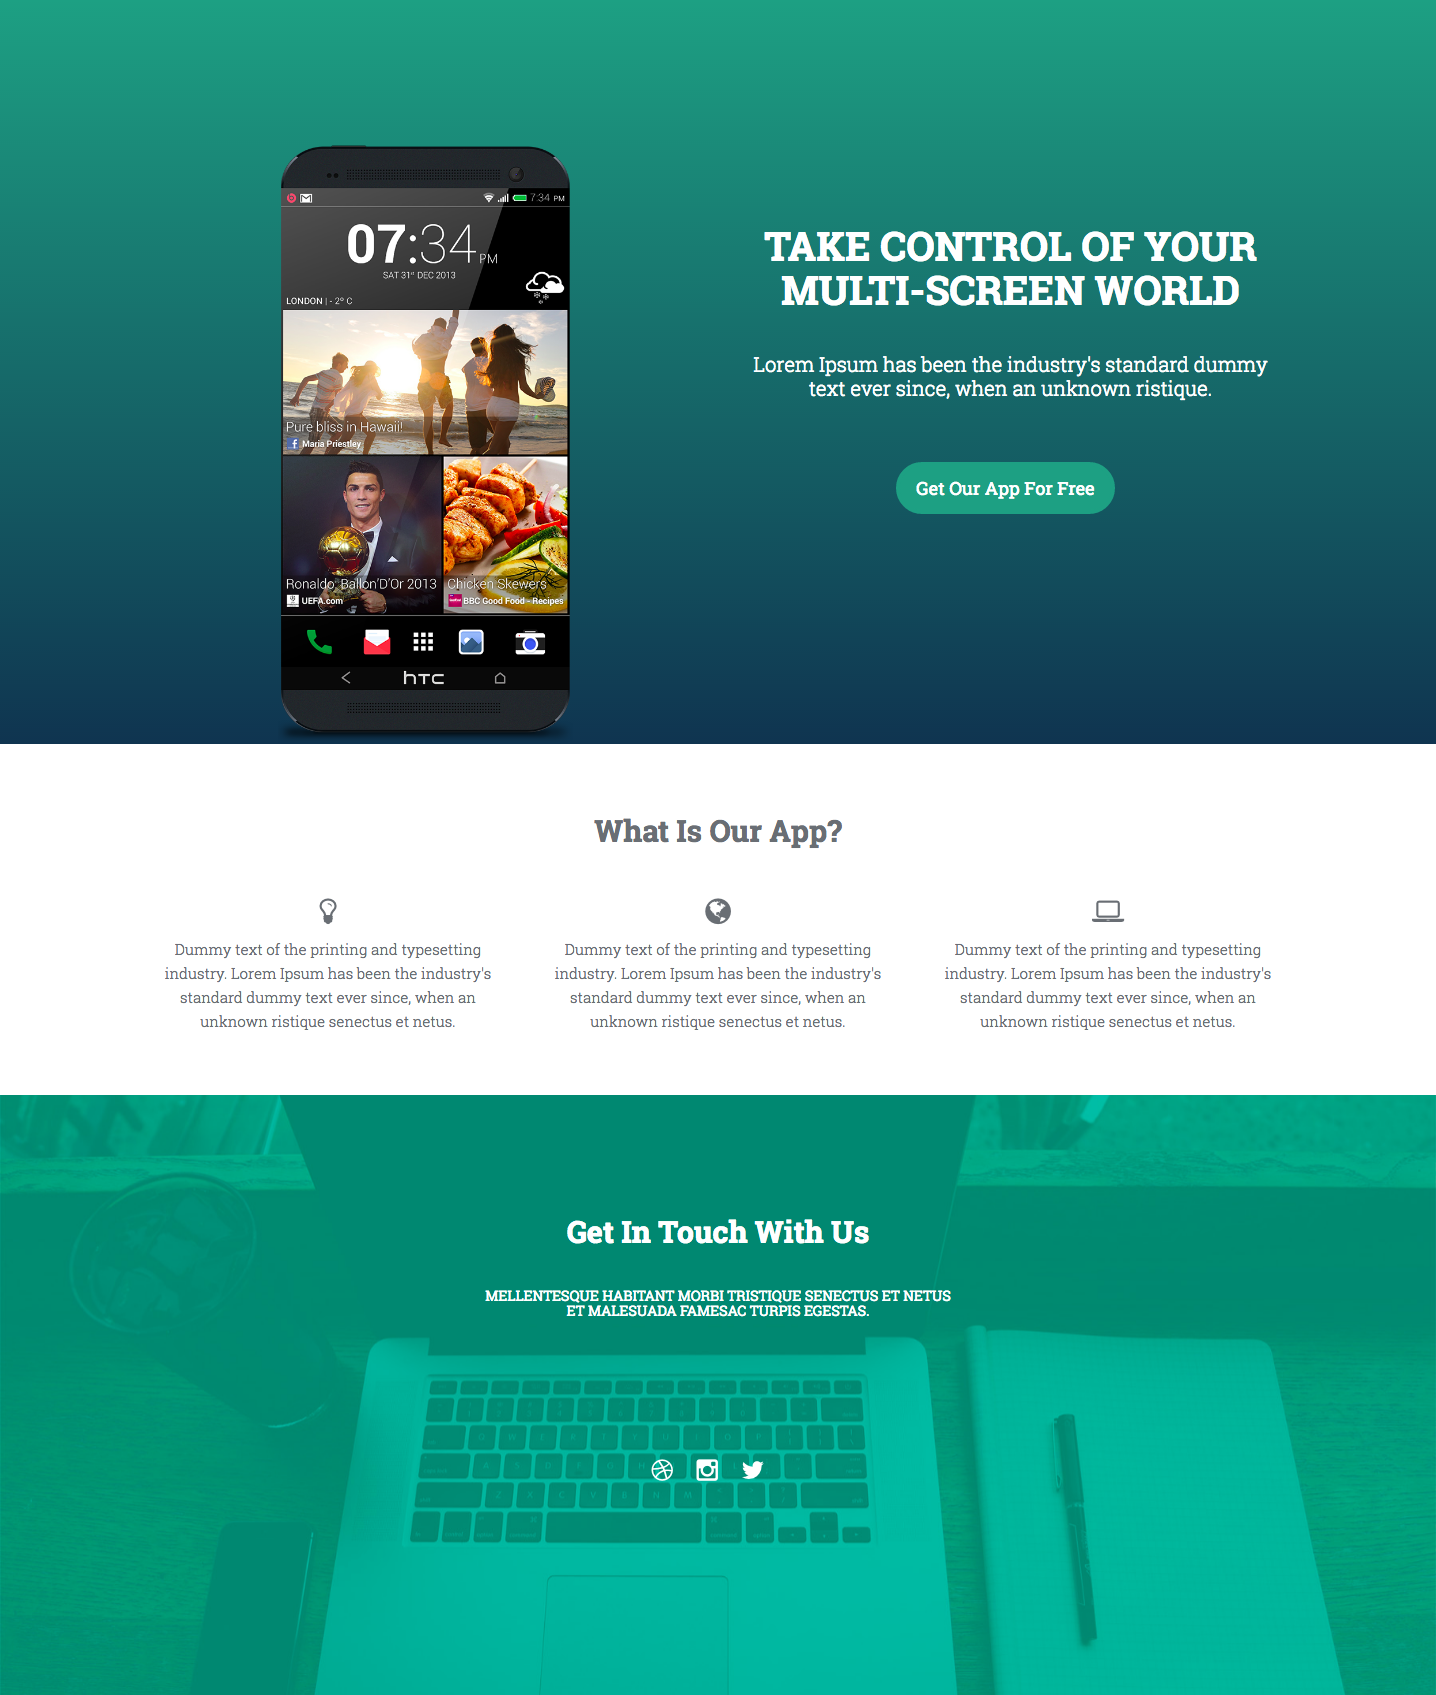 7:34 PM
07:34 PM
SAT 31ST DEC 2013
LONDON | - 2º C
Pure bliss in Hawaii!
Maria Priestley
Ronaldo: Ballon'D'Or 2013
UEFA.com
Chicken Skewers
BBC Good Food - Recipes
hTC
TAKE CONTROL OF YOUR
MULTI-SCREEN WORLD
Lorem Ipsum has been the industry's standard dummy
text ever since, when an unknown ristique.
Get Our App For Free
What Is Our App?
Dummy text of the printing and typesetting
industry. Lorem Ipsum has been the industry's
standard dummy text ever since, when an
unknown ristique senectus et netus.
Dummy text of the printing and typesetting
industry. Lorem Ipsum has been the industry's
standard dummy text ever since, when an
unknown ristique senectus et netus.
Dummy text of the printing and typesetting
industry. Lorem Ipsum has been the industry's
standard dummy text ever since, when an
unknown ristique senectus et netus.
Get In Touch With Us
MELLENTESQUE HABITANT MORBI TRISTIQUE SENECTUS ET NETUS
ET MALESUADA FAMESAC TURPIS EGESTAS.